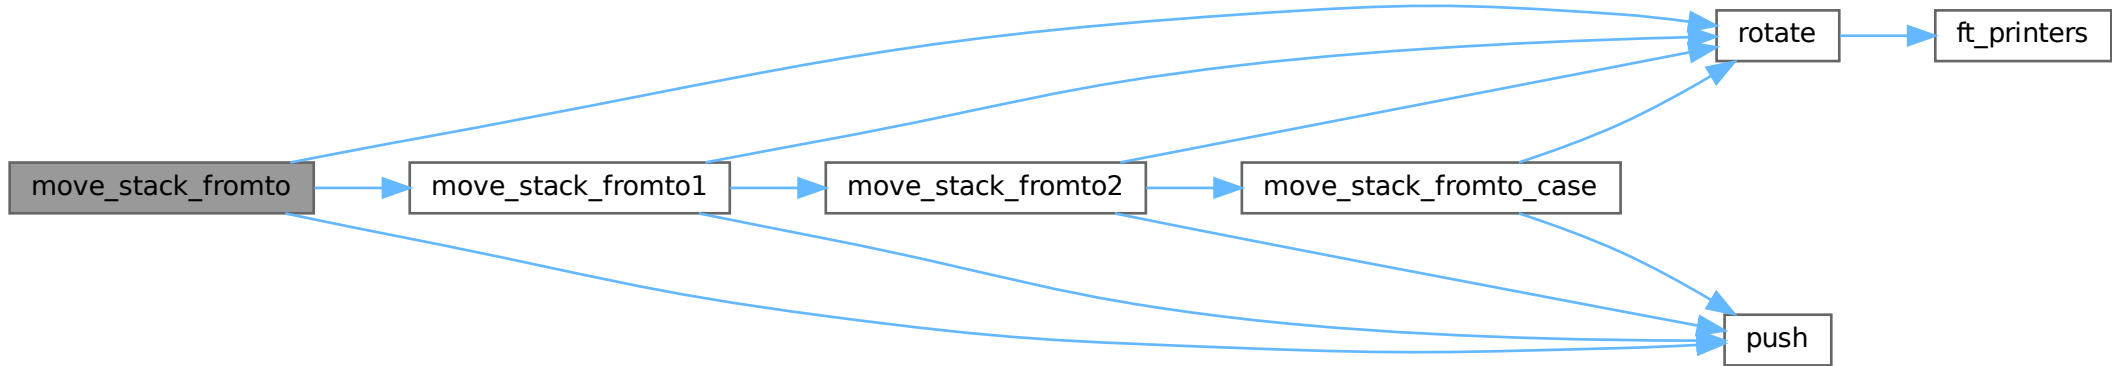 rotate
ft_printers
move_stack_fromto
move_stack_fromto1
move_stack_fromto2
move_stack_fromto_case
push